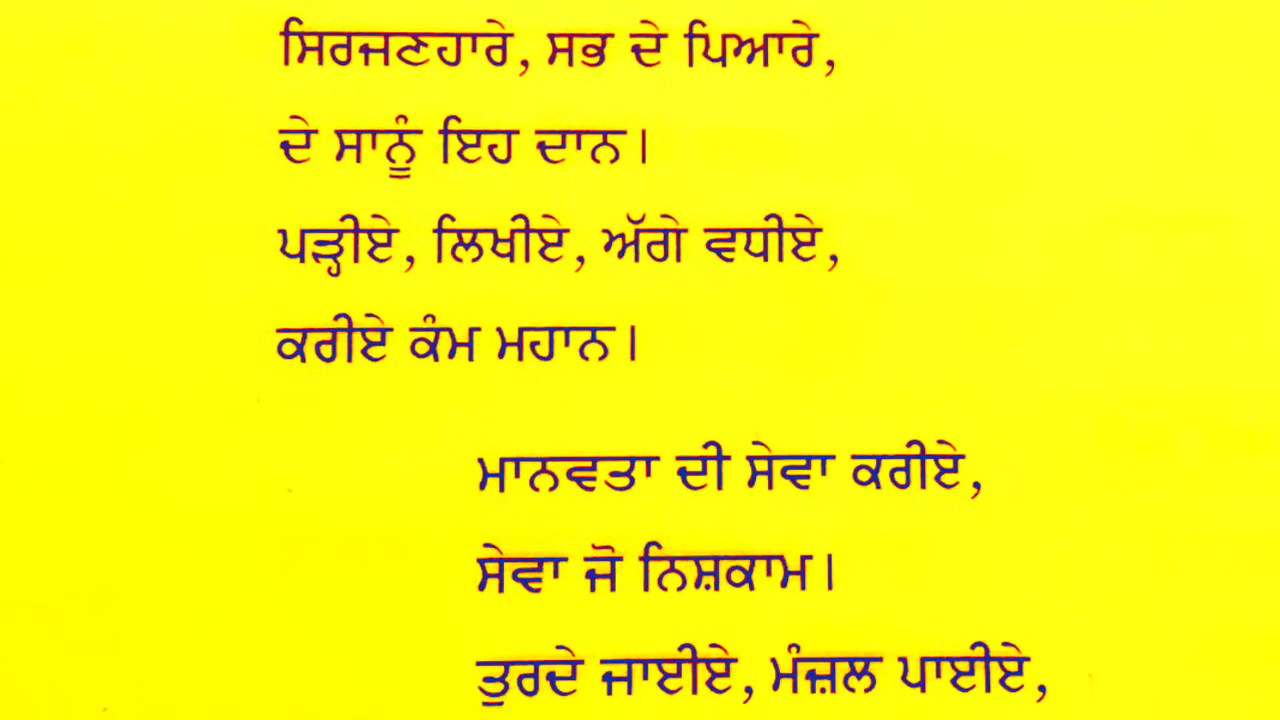 ਸਿਰਜਣਹਾਰੇ, ਸਭ ਦੇ ਪਿਆਰੇ,
ਦੇ ਸਾਨੂੰ ਇਹ ਦਾਨ।
ਪੜ੍ਹੀਏ, ਲਿਖੀਏ, ਅੱਗੇ ਵਧੀਏ,
ਕਰੀਏ ਕੰਮ ਮਹਾਨ।
ਮਾਨਵਤਾ ਦੀ ਸੇਵਾ ਕਰੀਏ,
ਸੇਵਾ ਜੋ ਨਿਸ਼ਕਾਮ।
ਤੁਰਦੇ ਜਾਈਏ, ਮੰਜ਼ਲ ਪਾਈਏ,